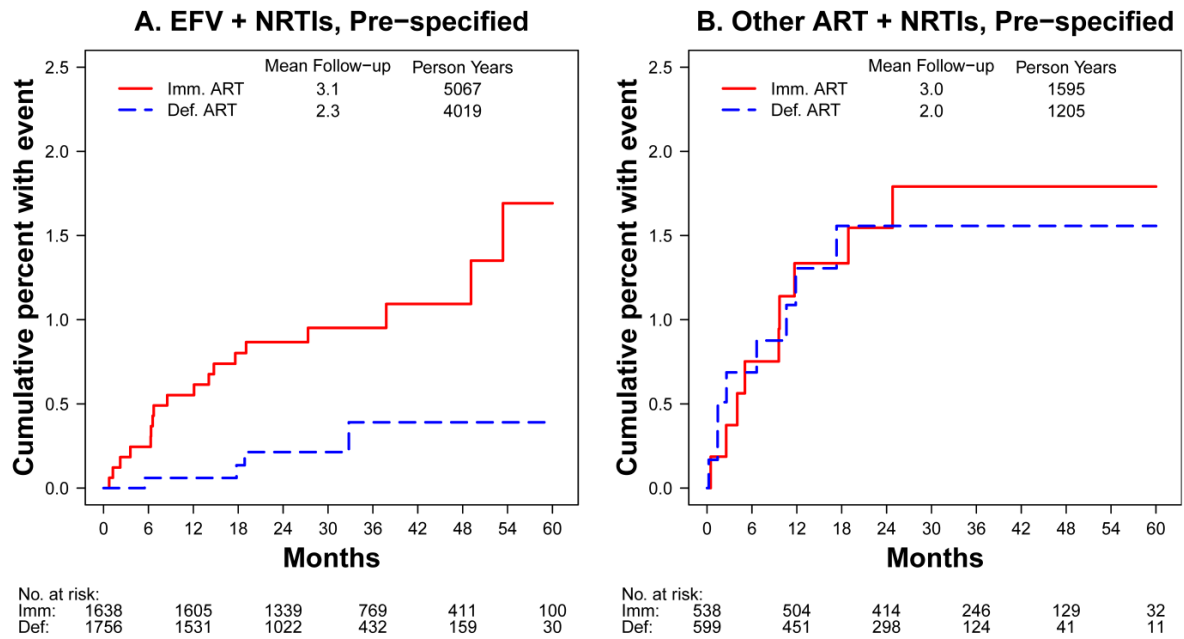 A. EFV + NRTIs, Pre−specified
Mean Follow−up Person Years
Imm. ART 3.1 5067
Def. ART 2.3 4019
Cumulative percent with event
2.5
2.0
1.5
1.0
0.5
0.0
0 6 12 18 24 30 36 42 48 54 60
Months
No. at risk:
Imm: 1638 1605 1339 769 411 100
Def: 1756 1531 1022 432 159 30
B. Other ART + NRTIs, Pre−specified
Mean Follow−up Person Years
Imm. ART 3.0 1595
Def. ART 2.0 1205
Cumulative percent with event
2.5
2.0
1.5
1.0
0.5
0.0
0 6 12 18 24 30 36 42 48 54 60
Months
No. at risk:
Imm: 538 504 414 246 129 32
Def: 599 451 298 124 41 11